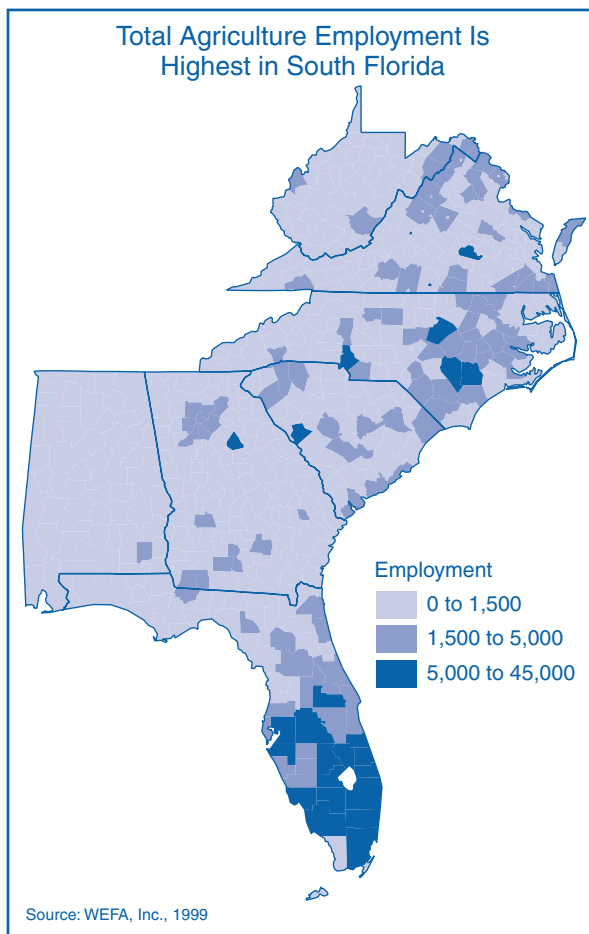 Total Agriculture Employment Is
Highest in South Florida
Employment
0 to 1,500
1,500 to 5,000
5,000 to 45,000
Source: WEFA, Inc., 1999